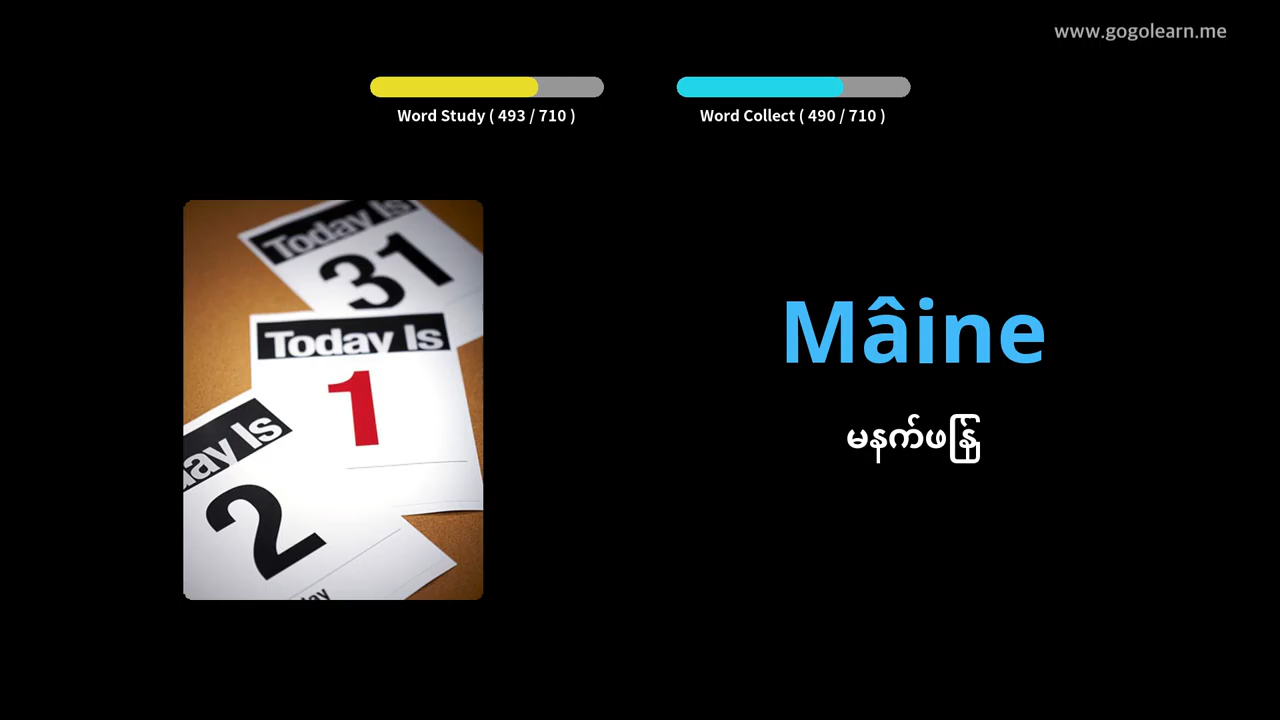 www.gogolearn.me
Word Study ( 493 / 710 )
Word Collect ( 490 / 710 )
Today Is
31
Today Is
1
ay Is
2
ay
Mâine
မနက်ဖန်ြ